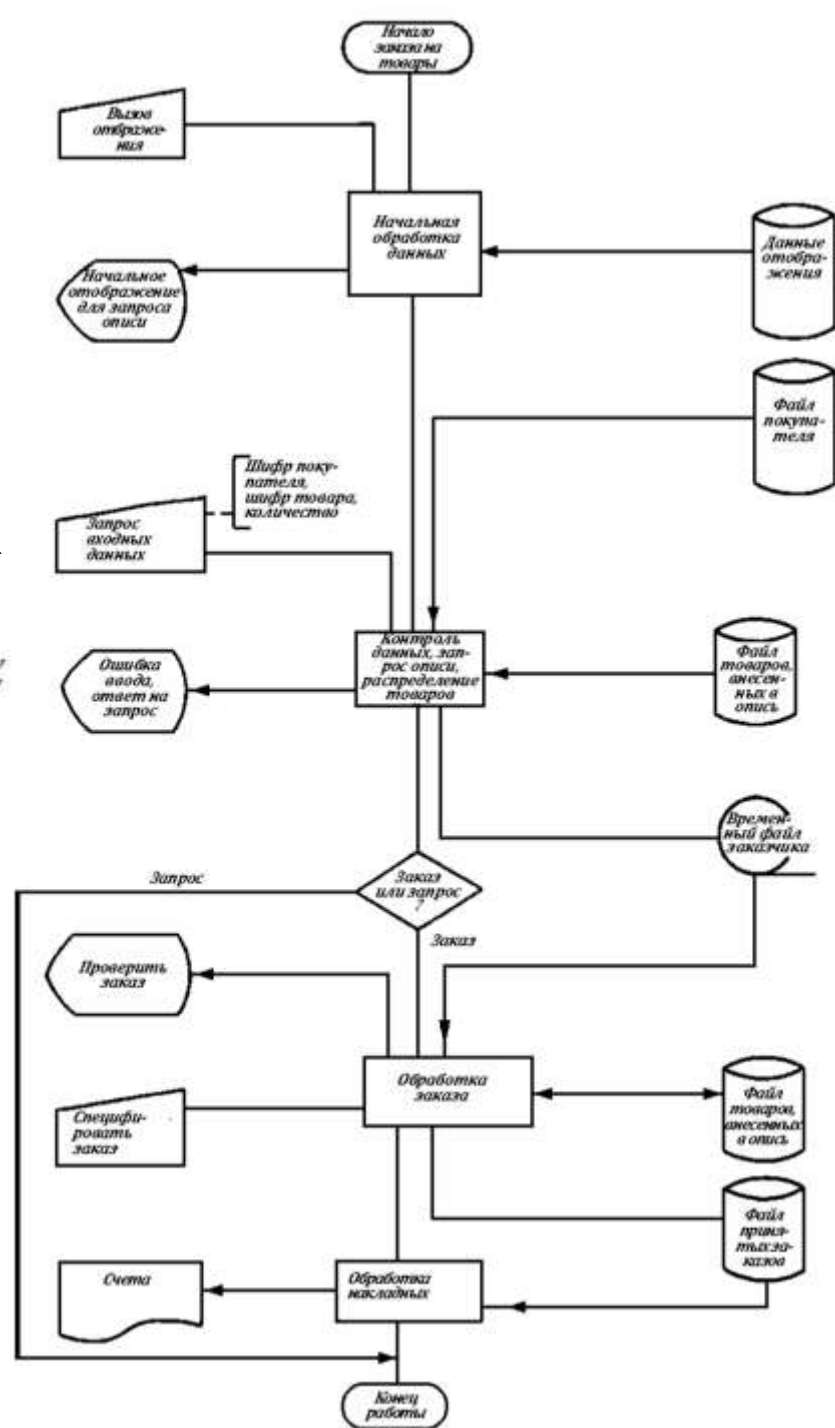 Начало
заказа на
товары
Вызов
отбраже-
ния
Начальная
обработка
данных
Данные
отобра-
жения
Начальное
отображение
для запроса
описи
Файл
покупа-
теля
Шифр поку-
пателя,
шифр товара,
количество
Запрос
входных
данных
Контроль
данных, зап-
рос описи,
распределение
товаров
Файл
товаров,
внесен-
ных в
опись
Ошибка
ввода,
ответ на
запрос
Времен-
ный файл
заказчика
Запрос
Заказ
или запрос
?
Заказ
Проверить
заказ
Обработка
заказа
Файл
товаров,
внесенных
в опись
Специфи-
ровать
заказ
Файл
приня-
тых за-
казов
Счета
Обработка
накладных
Конец
работы